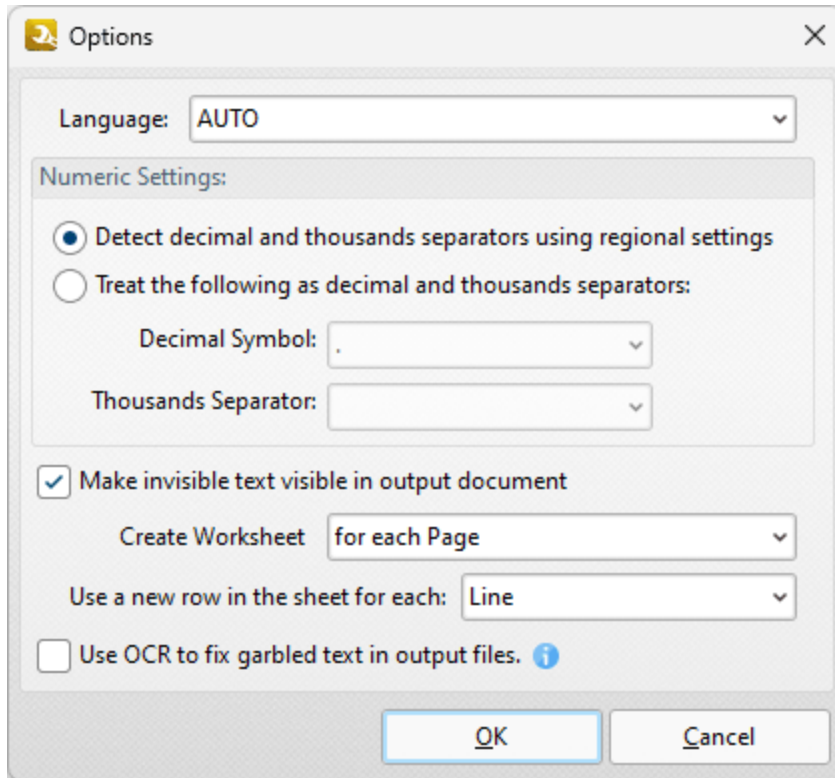 Options
Language: AUTO
Numeric Settings:
Detect decimal and thousands separators using regional settings
Treat the following as decimal and thousands separators:
Decimal Symbol: .
Thousands Separator:
Make invisible text visible in output document
Create Worksheet for each Page
Use a new row in the sheet for each: Line
Use OCR to fix garbled text in output files. i
OK Cancel